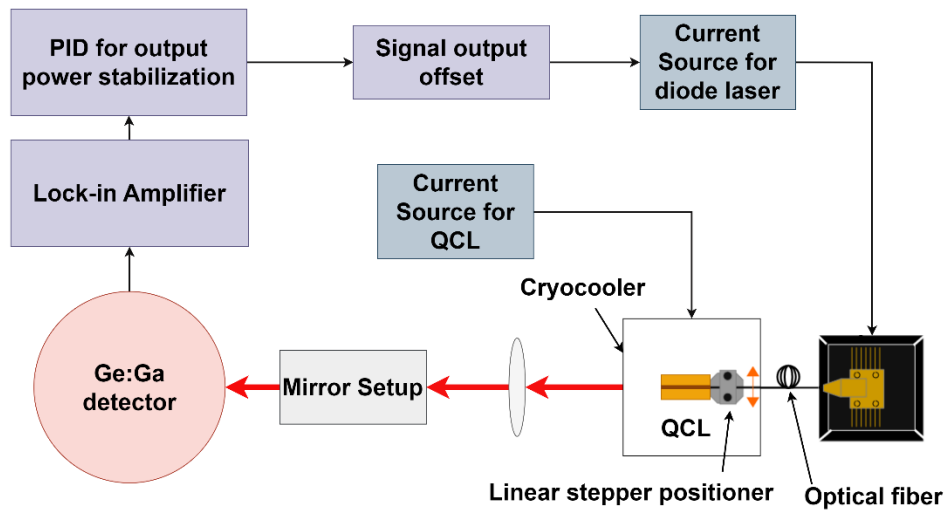 PID for output
power stabilization
Signal output
offset
Current
Source for
diode laser
Lock-in Amplifier
Current
Source for
QCL
Cryocooler
Ge:Ga
detector
Mirror Setup
QCL
Linear stepper positioner
Optical fiber